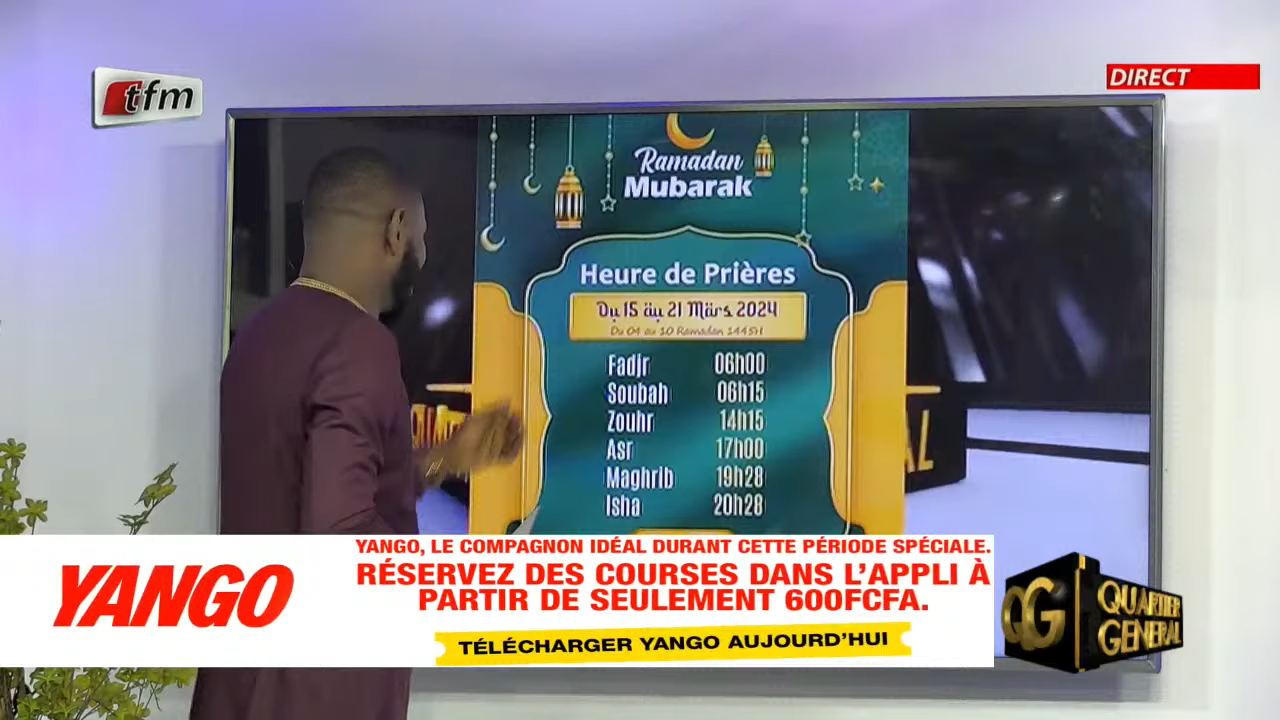 tfm
DIRECT
Ramadan
Mubarak
Heure de Prières
Du 15 äu 21 Märs 2024
Du 04 au 10 Ramadan 1445H
Fadjr 06h00
Soubah 06h15
Zouhr 14h15
Asr 17h00
Maghrib 19h28
Isha 20h28
YANGO
YANGO, LE COMPAGNON IDÉAL DURANT CETTE PÉRIODE SPÉCIALE.
RÉSERVEZ DES COURSES DANS L'APPLI À
PARTIR DE SEULEMENT 600FCFA.
TÉLÉCHARGER YANGO AUJOURD'HUI
QG QUARTIER
GENERAL